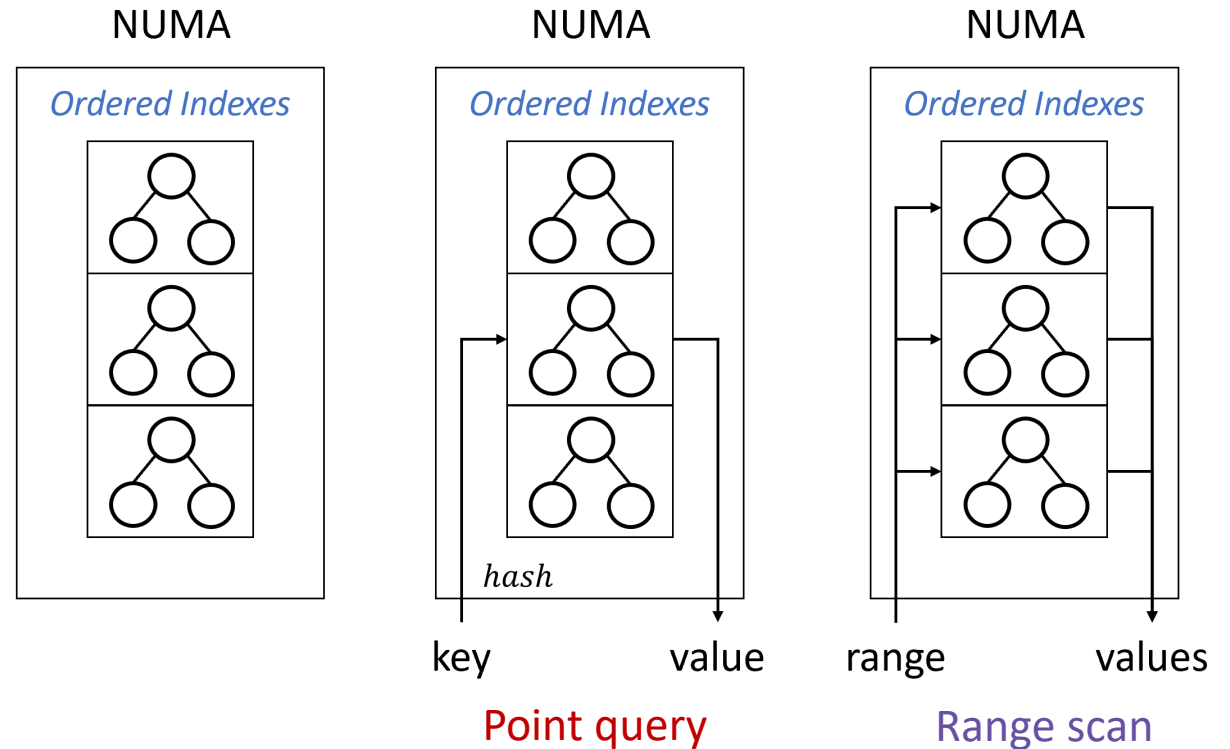 NUMA NUMA NUMA
Ordered Indexes Ordered Indexes Ordered Indexes
hash
key value range values
Point query Range scan